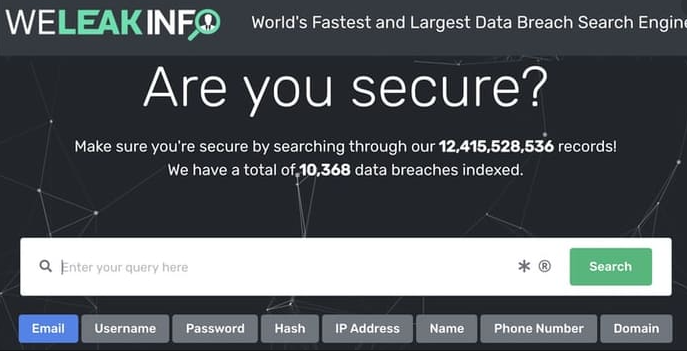 WELEAKINFO World's Fastest and Largest Data Breach Search Engine
Are you secure?
Make sure you're secure by searching through our 12,415,528,536 records!
We have a total of 10,368 data breaches indexed.
Enter your query here * ® Search
Email Username Password Hash IP Address Name Phone Number Domain